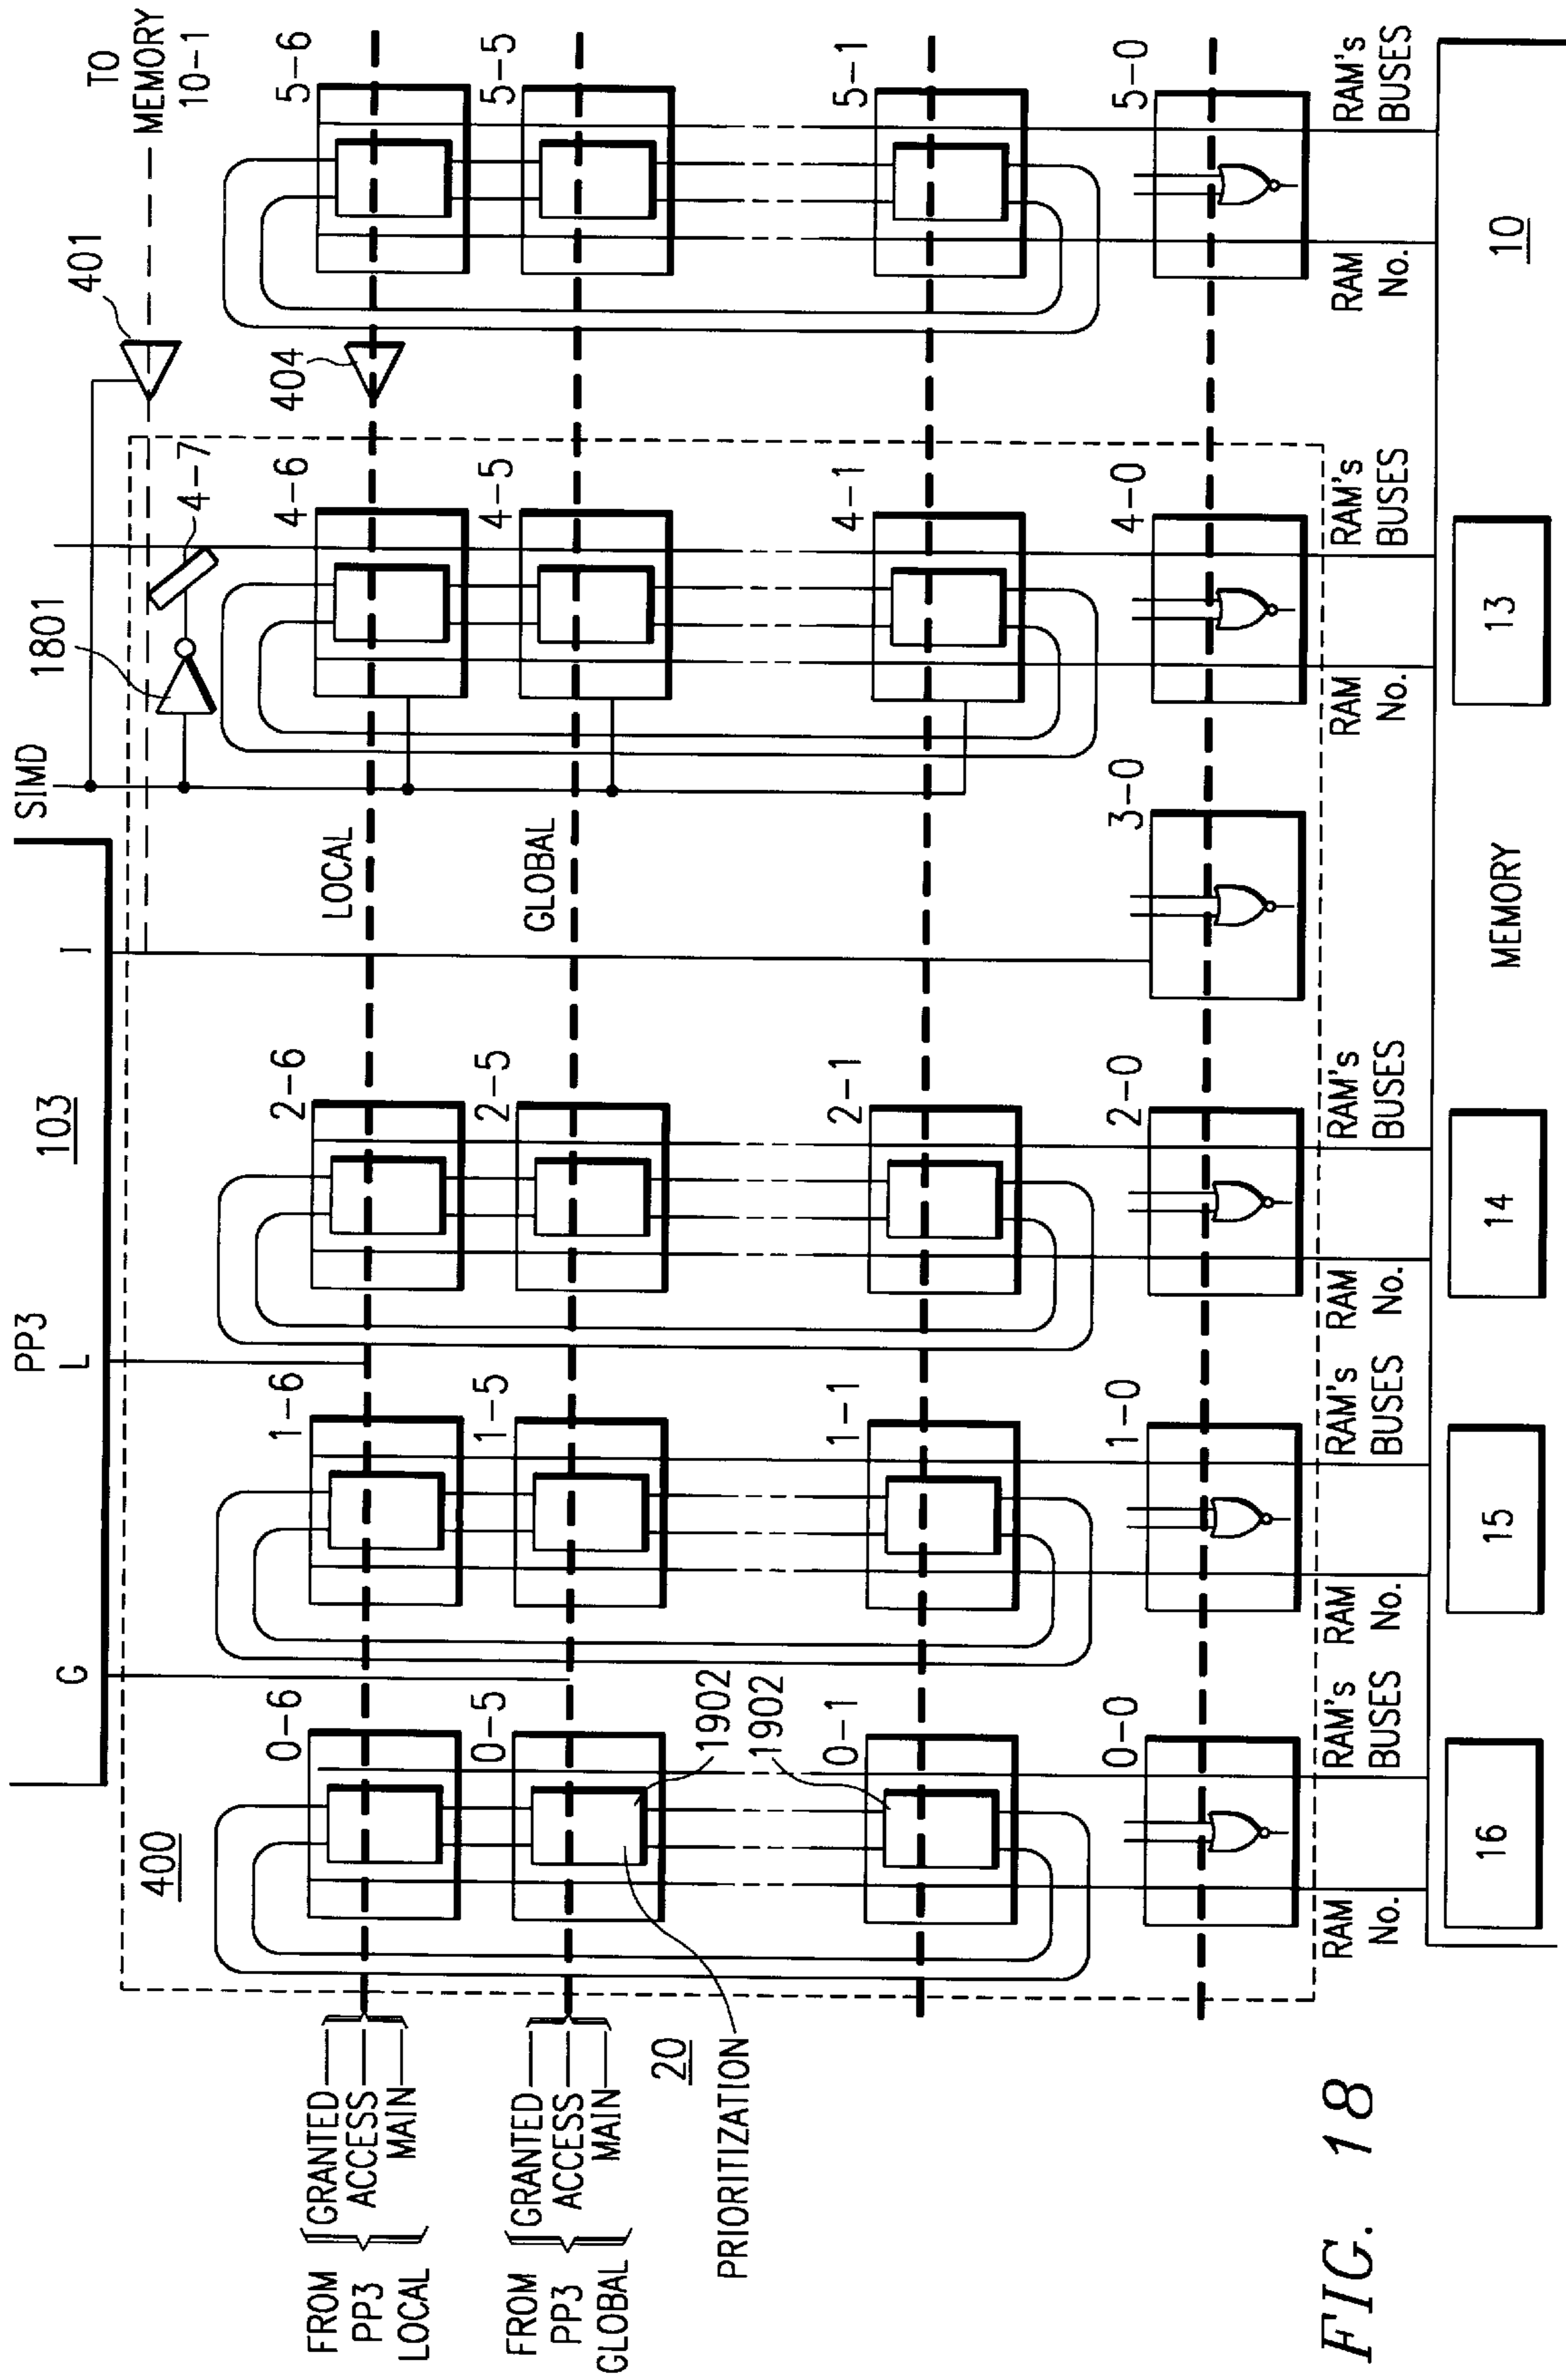 PP3
103
G
L
I
SIMD
TO
MEMORY
10-1
401
1801
4-7
404
400
LOCAL
GLOBAL
FROM
PP3
LOCAL
GRANTED
ACCESS
MAIN
FROM
PP3
GLOBAL
GRANTED
ACCESS
MAIN
20
PRIORITIZATION
1902
1902
0-6
1-6
2-6
4-6
5-6
0-5
1-5
2-5
4-5
5-5
0-1
1-1
2-1
4-1
5-1
0-0
1-0
2-0
3-0
4-0
5-0
RAM
No.
RAM's
BUSES
RAM
No.
RAM's
BUSES
RAM
No.
RAM's
BUSES
RAM
No.
RAM's
BUSES
RAM
No.
RAM's
BUSES
16
15
14
MEMORY
13
10
FIG. 18